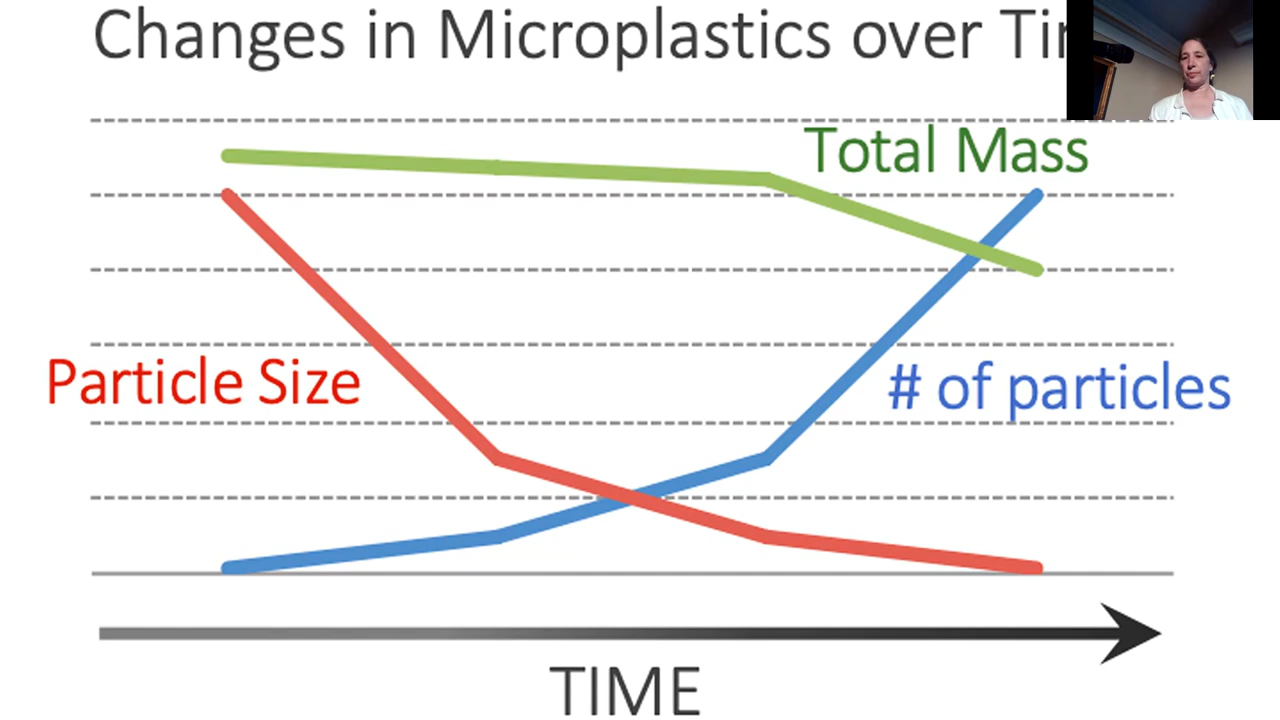 Changes in Microplastics over Ti
Total Mass
Particle Size
# of particles
TIME